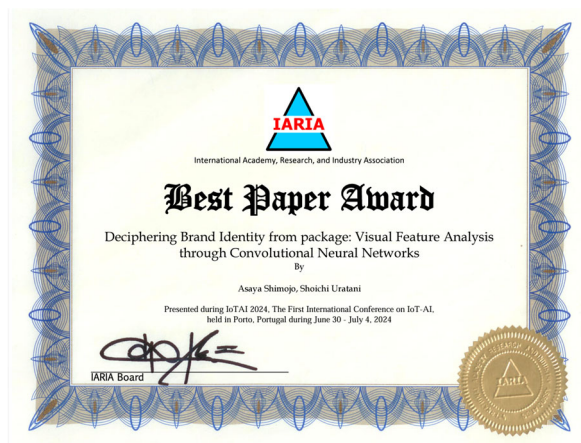 IARIA
International Academy, Research, and Industry Association
Best Paper Award
Deciphering Brand Identity from package: Visual Feature Analysis
through Convolutional Neural Networks
By
Asaya Shimojo, Shoichi Uratani
Presented during IoTAI 2024, The First International Conference on IoT-AI,
held in Porto, Portugal during June 30 - July 4, 2024
IARIA Board
IARIA